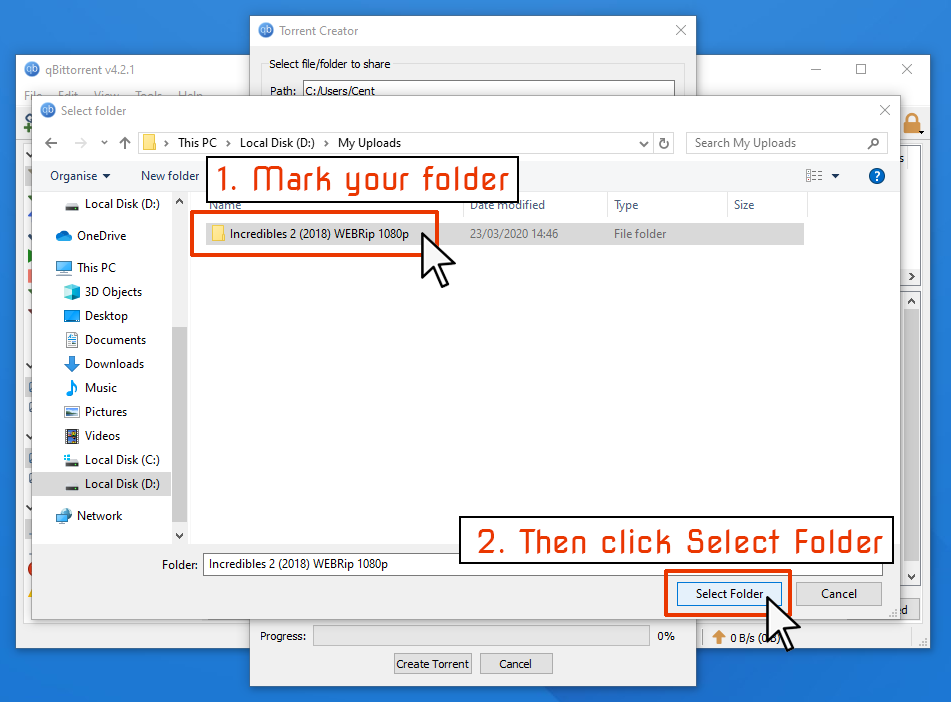 Torrent Creator
Select file/folder to share
Path: C:/Users/Cent
qBittorrent v4.2.1
File Edit View Tools Help
Select folder
This PC > Local Disk (D:) > My Uploads
Search My Uploads
Organise New folder
1. Mark your folder
Name Date modified Type Size
Incredibles 2 (2018) WEBRip 1080p 23/03/2020 14:46 File folder
Local Disk (D:)
OneDrive
This PC
3D Objects
Desktop
Documents
Downloads
Music
Pictures
Videos
Local Disk (C:)
Local Disk (D:)
Network
2. Then click Select Folder
Folder: Incredibles 2 (2018) WEBRip 1080p
Select Folder Cancel
Progress: 0%
0 B/s (0 B)
Create Torrent Cancel